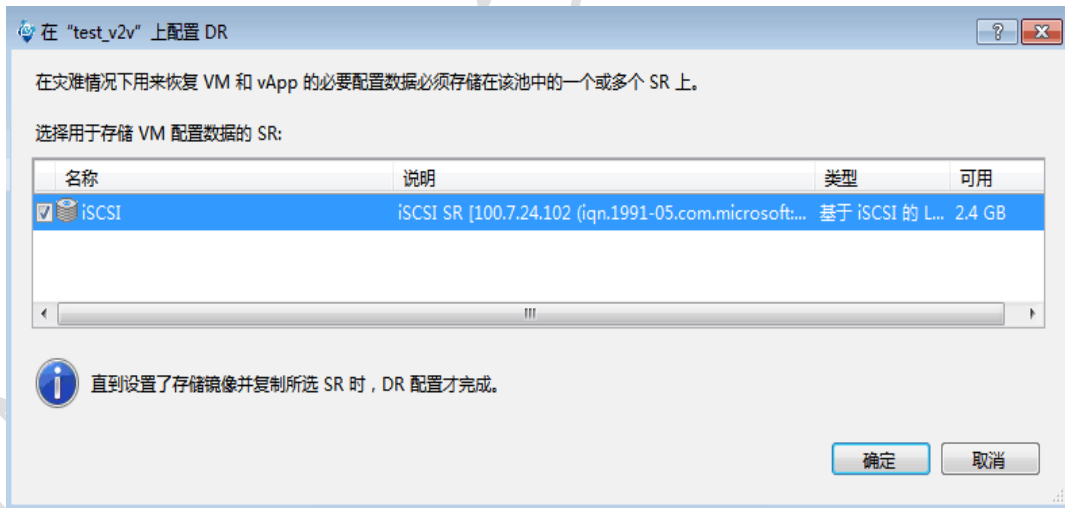 在“test_v2v”上配置 DR
在灾难情况下用来恢复 VM 和 vApp 的必要配置数据必须存储在该池中的一个或多个 SR 上。
选择用于存储 VM 配置数据的 SR:
名称 说明 类型 可用
iSCSI iSCSI SR [100.7.24.102 (iqn.1991-05.com.microsoft:... 基于 iSCSI 的 L... 2.4 GB
直到设置了存储镜像并复制所选 SR 时，DR 配置才完成。
确定 取消